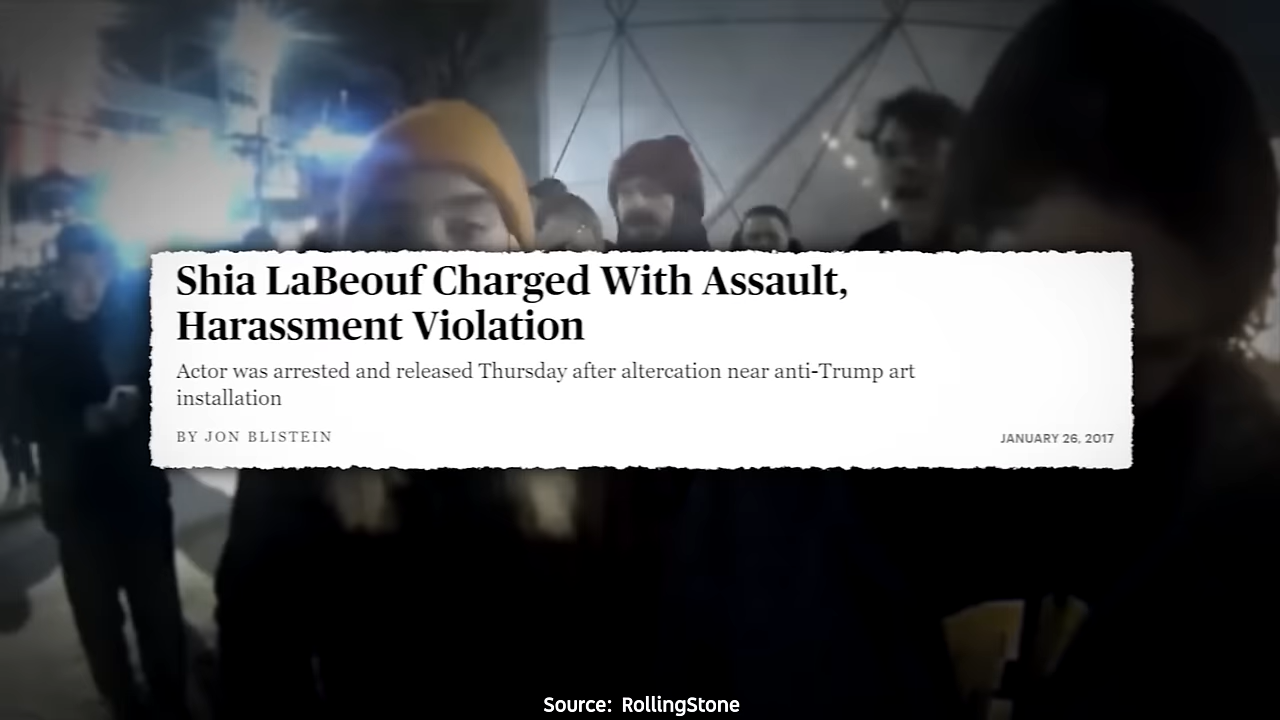 Shia LaBeouf Charged With Assault,
Harassment Violation
Actor was arrested and released Thursday after altercation near anti-Trump art
installation
BY JON BLISTEIN
JANUARY 26, 2017
Source: RollingStone